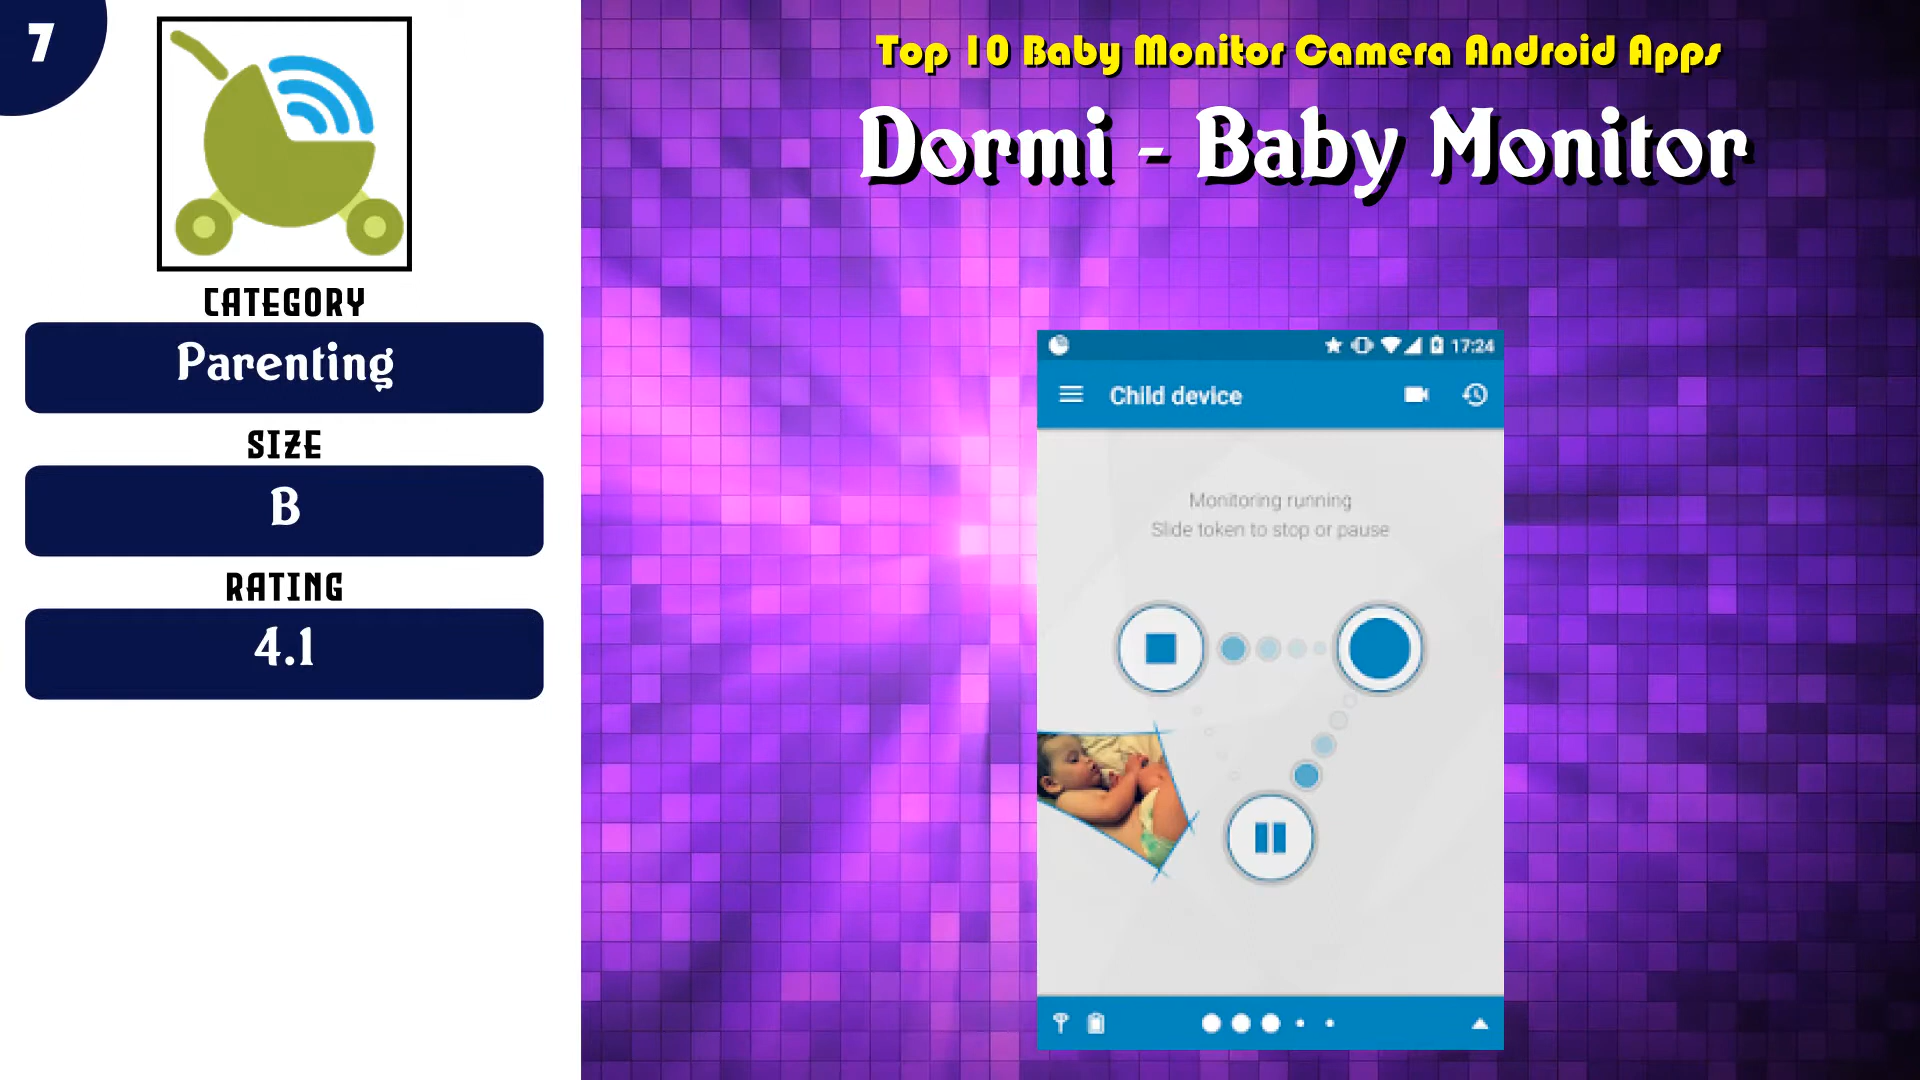 7
CATEGORY
Parenting
SIZE
B
RATING
4.1
Top 10 Baby Monitor Camera Android Apps
Dormi - Baby Monitor
17:24
Child device
Monitoring running
Slide token to stop or pause